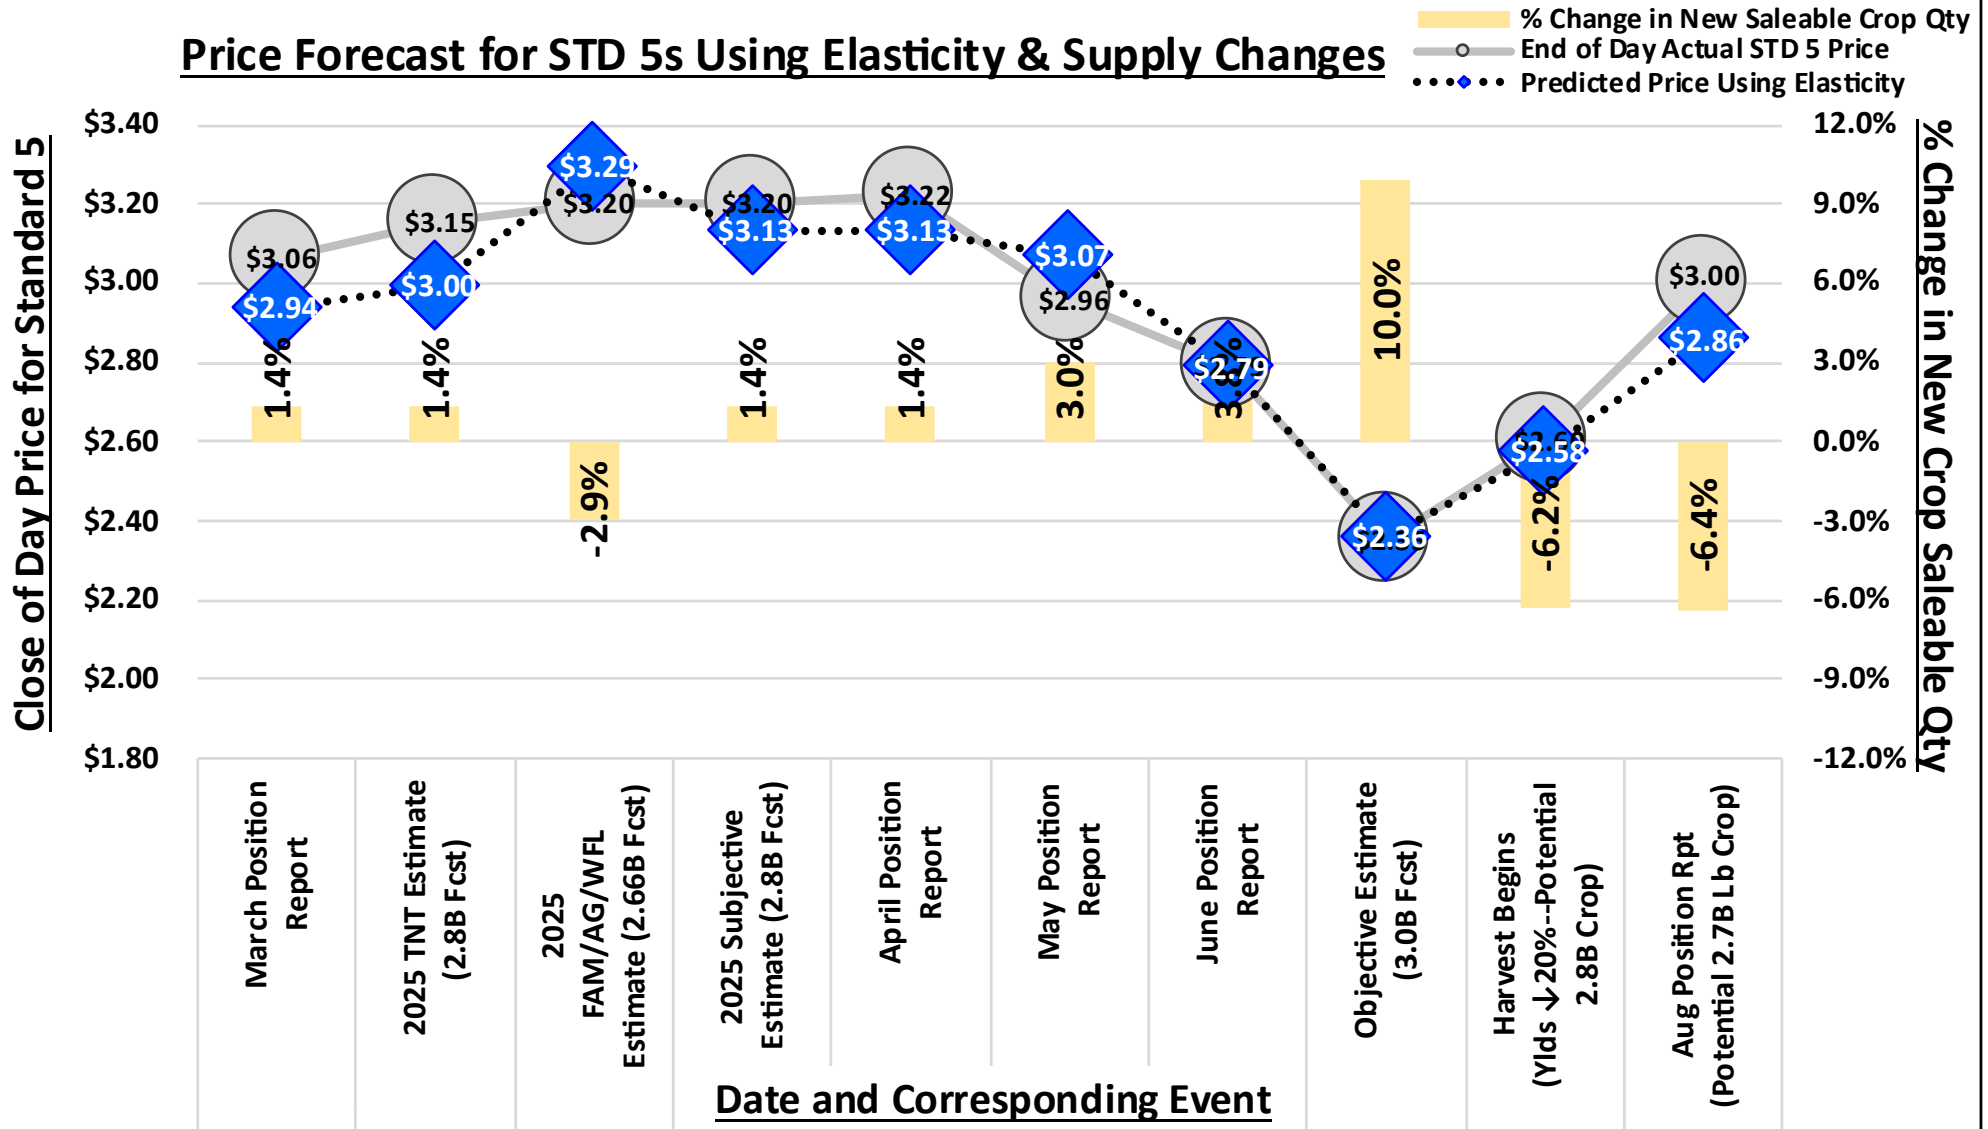 % Change in New Saleable Crop Qty
End of Day Actual STD 5 Price
Predicted Price Using Elasticity
Price Forecast for STD 5s Using Elasticity & Supply Changes
Close of Day Price for Standard 5
$3.40
$3.20
$3.00
$2.80
$2.60
$2.40
$2.20
$2.00
$1.80
$3.06
$3.15
$3.20
$3.20
$3.22
$2.96
$3.00
$2.94
$3.00
$3.29
$3.13
$3.13
$3.07
$2.79
$2.36
$2.58
$2.86
1.4%
1.4%
-2.9%
1.4%
1.4%
3.0%
10.0%
-6.2%
-6.4%
12.0%
9.0%
6.0%
3.0%
0.0%
-3.0%
-6.0%
-9.0%
-12.0%
% Change in New Crop Saleable Qty
March Position
Report
2025 TNT Estimate
(2.8B Fcst)
2025
FAM/AG/WFL
Estimate (2.66B Fcst)
2025 Subjective
Estimate (2.8B Fcst)
April Position
Report
May Position
Report
June Position
Report
Objective Estimate
(3.0B Fcst)
Harvest Begins
(Ylds ↓20%--Potential
2.8B Crop)
Aug Position Rpt
(Potential 2.7B Lb Crop)
Date and Corresponding Event